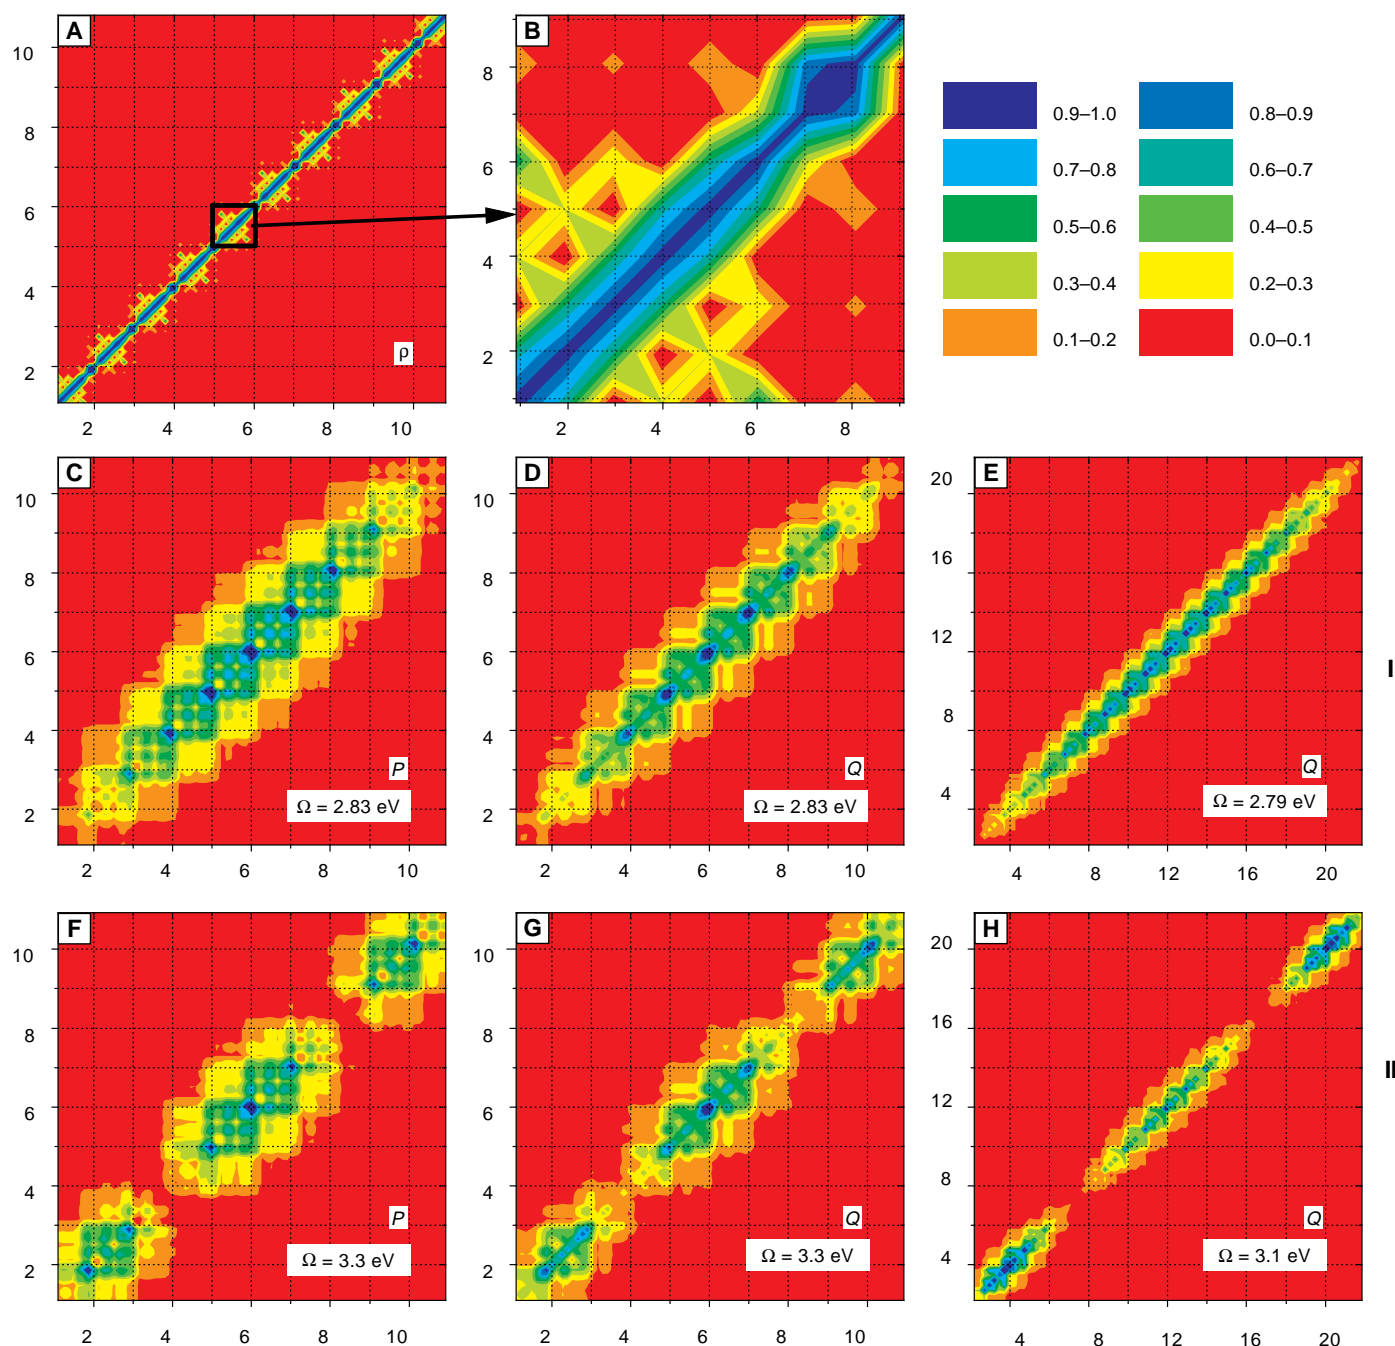 A
B
10
8
6
4
2
ρ
2 4 6 8 10
8
6
4
2
2 4 6 8
0.9–1.0 0.8–0.9
0.7–0.8 0.6–0.7
0.5–0.6 0.4–0.5
0.3–0.4 0.2–0.3
0.1–0.2 0.0–0.1
C
10
8
6
4
2
P
Ω = 2.83 eV
2 4 6 8 10
D
10
8
6
4
2
Q
Ω = 2.83 eV
2 4 6 8 10
E
20
16
12
8
4
Q
Ω = 2.79 eV
4 8 12 16 20
I
F
10
8
6
4
2
P
Ω = 3.3 eV
2 4 6 8 10
G
10
8
6
4
2
Q
Ω = 3.3 eV
2 4 6 8 10
H
20
16
12
8
4
Q
Ω = 3.1 eV
4 8 12 16 20
II